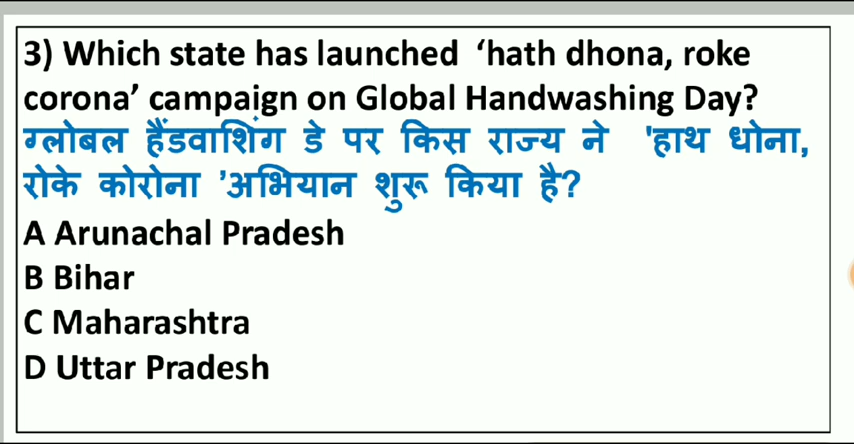 3) Which state has launched ‘hath dhona, roke
corona’ campaign on Global Handwashing Day?
ग्लोबल हैंडवाशिंग डे पर किस राज्य ने 'हाथ धोना,
रोके कोरोना ’अभियान शुरू किया है?
A Arunachal Pradesh
B Bihar
C Maharashtra
D Uttar Pradesh